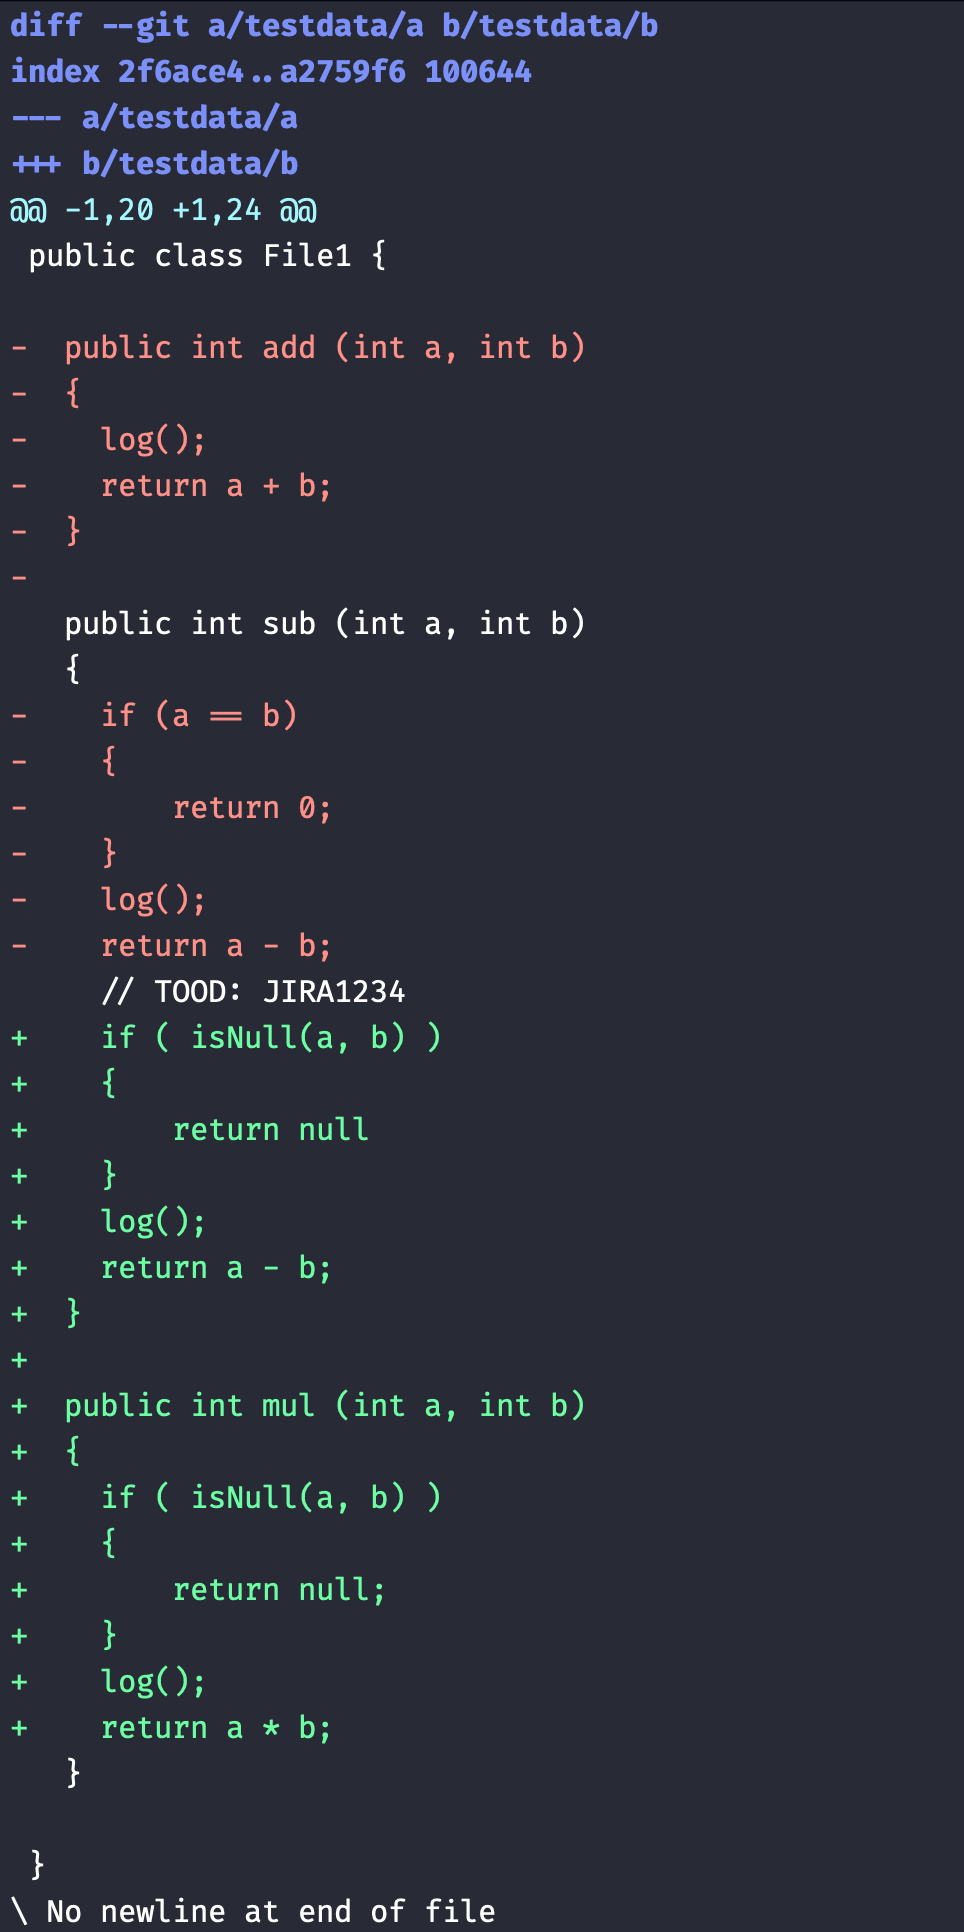 diff --git a/testdata/a b/testdata/b
index 2f6ace4..a2759f6 100644
--- a/testdata/a
+++ b/testdata/b
@@ -1,20 +1,24 @@
 public class File1 {

-  public int add (int a, int b)
-  {
-    log();
-    return a + b;
-  }
-
   public int sub (int a, int b)
   {
-    if (a == b)
-    {
-        return 0;
-    }
-    log();
-    return a - b;
     // TOOD: JIRA1234
+    if ( isNull(a, b) )
+    {
+        return null
+    }
+    log();
+    return a - b;
+  }
+
+  public int mul (int a, int b)
+  {
+    if ( isNull(a, b) )
+    {
+        return null;
+    }
+    log();
+    return a * b;
   }

 }
\ No newline at end of file